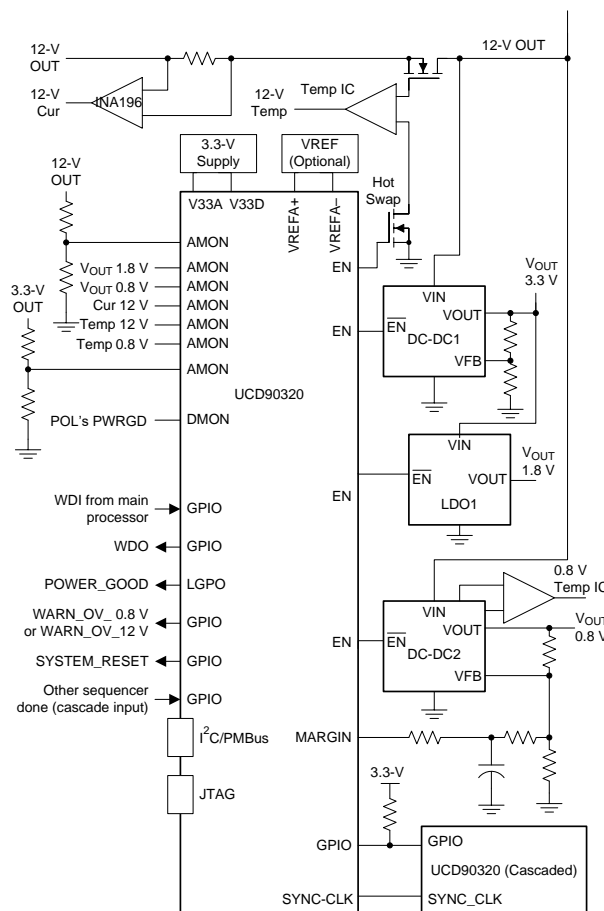 12-V
OUT
12-V
Cur
INA196
12-V
Temp
Temp IC
12-V OUT
3.3-V
Supply
VREF
(Optional)
Hot
Swap
12-V
OUT
V33A V33D
VREFA+
VREFA–
AMON
EN
VOUT 1.8 V
AMON
VOUT 0.8 V
AMON
Cur 12 V
AMON
Temp 12 V
AMON
Temp 0.8 V
AMON
3.3-V
OUT
AMON
VOUT
3.3 V
VIN
VOUT
EN
EN
DC-DC1
VFB
UCD90320
POL's PWRGD
DMON
VIN
VOUT
1.8 V
EN
EN
VOUT
LDO1
WDI from main
processor
GPIO
WDO
GPIO
POWER_GOOD
LGPO
WARN_OV_ 0.8 V
or WARN_OV_12 V
GPIO
SYSTEM_RESET
GPIO
Other sequencer
done (cascade input)
GPIO
0.8 V
Temp IC
VIN
VOUT
VOUT
0.8 V
EN
EN
DC-DC2
VFB
I2C/PMBus
MARGIN
JTAG
3.3-V
GPIO
GPIO
UCD90320 (Cascaded)
SYNC-CLK
SYNC_CLK